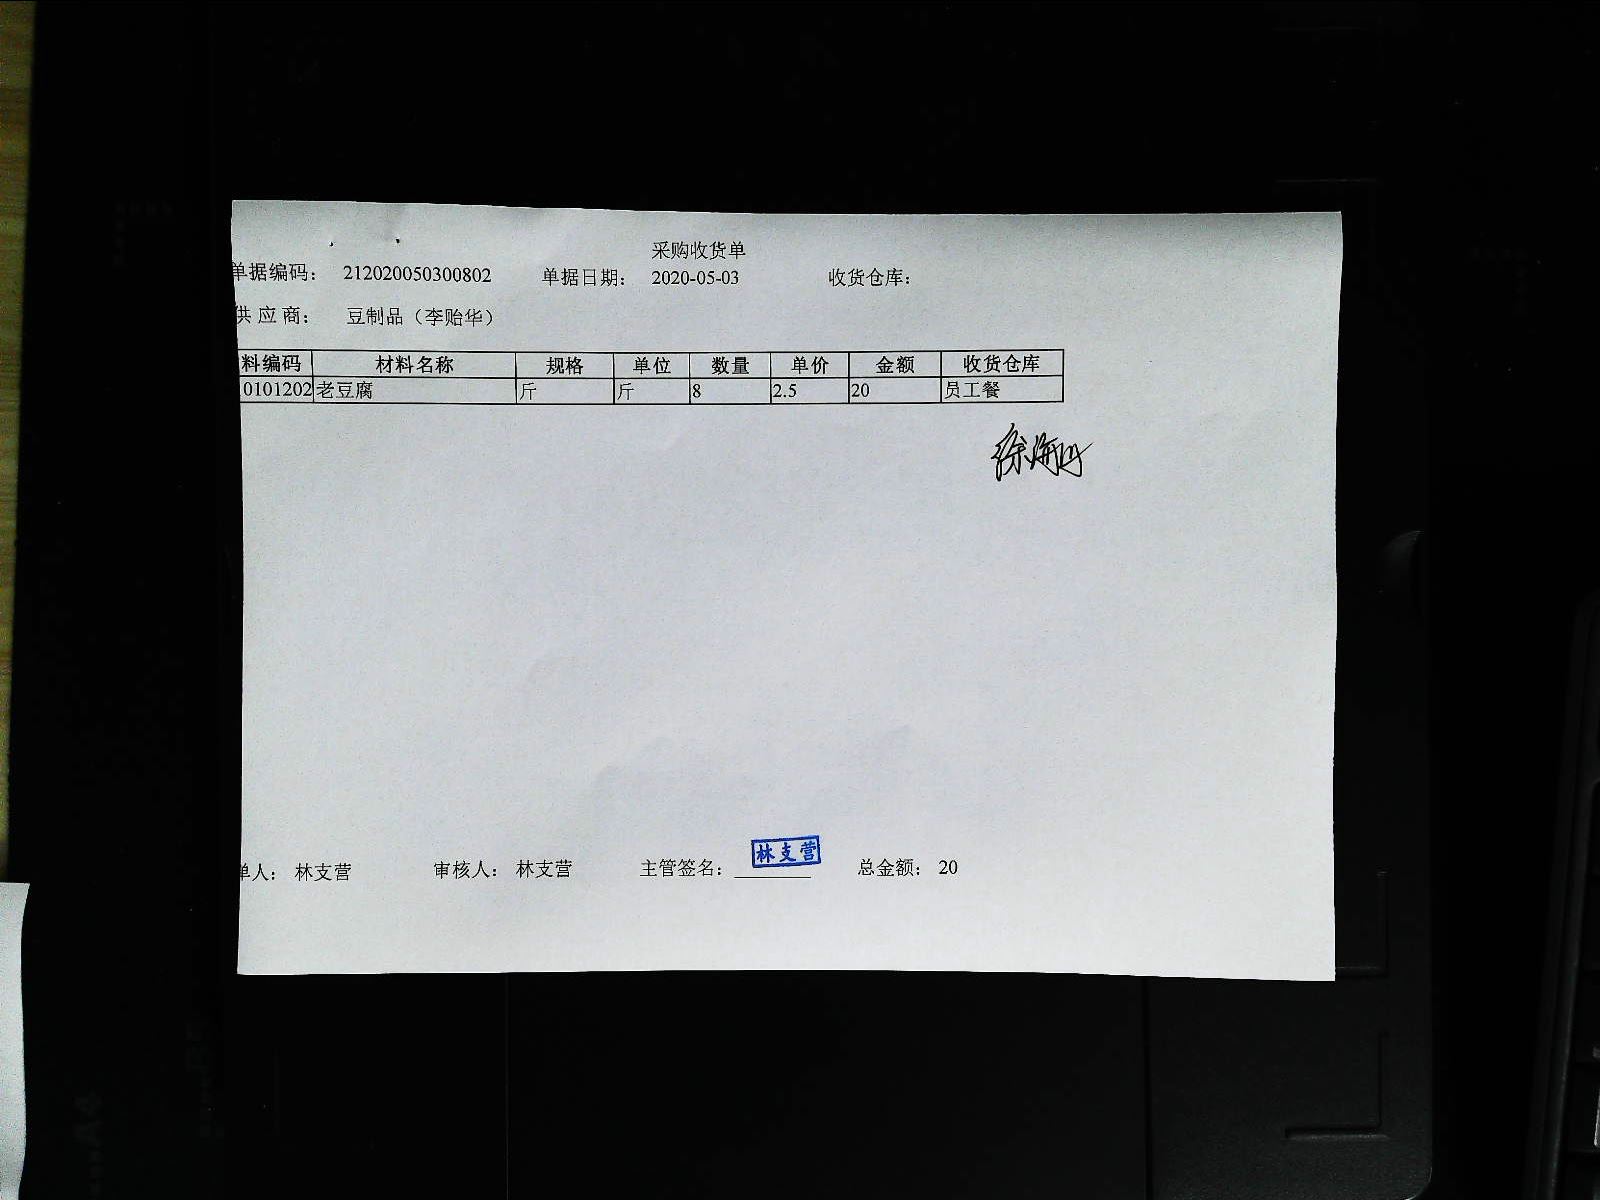 采购收货单
单据编码： 212020050300802 单据日期： 2020-05-03 收货仓库：
供应商： 豆制品（李贻华）
料编码 材料名称 规格 单位 数量 单价 金额 收货仓库
0101202 老豆腐 斤 斤 8 2.5 20 员工餐
单人： 林支营 审核人： 林支营 主管签名： 林支营 总金额： 20